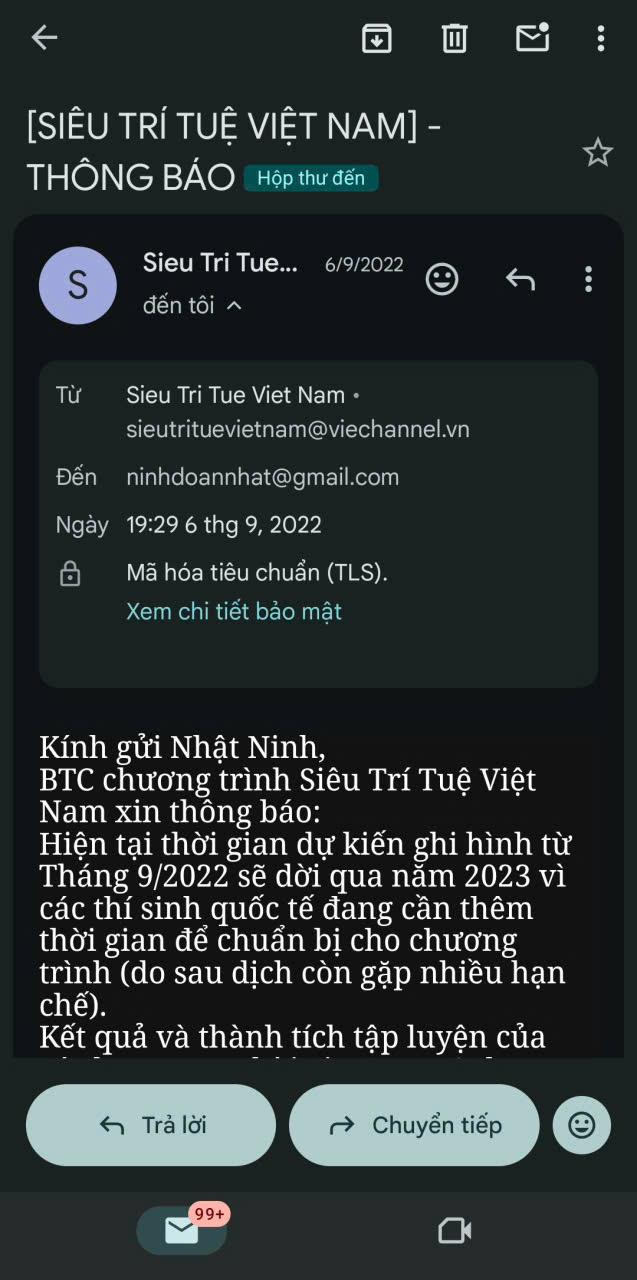 [SIÊU TRÍ TUỆ VIỆT NAM] -
THÔNG BÁO Hộp thư đến
S
Sieu Tri Tue... 6/9/2022
đến tôi
Từ Sieu Tri Tue Viet Nam •
sieutrituevietnam@viechannel.vn
Đến ninhdoannhat@gmail.com
Ngày 19:29 6 thg 9, 2022
Mã hóa tiêu chuẩn (TLS).
Xem chi tiết bảo mật
Kính gửi Nhật Ninh,
BTC chương trình Siêu Trí Tuệ Việt
Nam xin thông báo:
Hiện tại thời gian dự kiến ghi hình từ
Tháng 9/2022 sẽ dời qua năm 2023 vì
các thí sinh quốc tế đang cần thêm
thời gian để chuẩn bị cho chương
trình (do sau dịch còn gặp nhiều hạn
chế).
Kết quả và thành tích tập luyện của
Trả lời Chuyển tiếp
99+